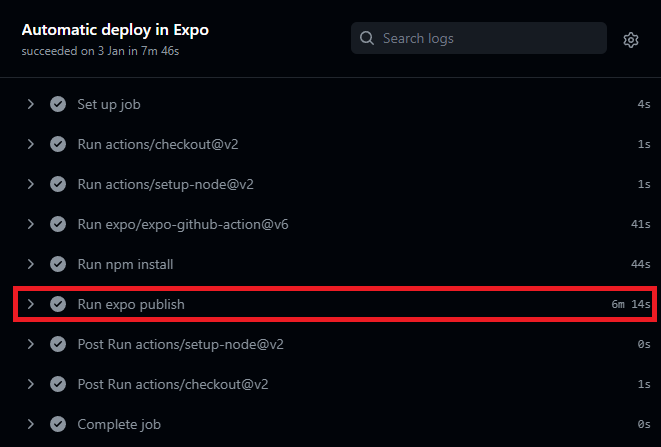 Automatic deploy in Expo
succeeded on 3 Jan in 7m 46s
Search logs
Set up job 4s
Run actions/checkout@v2 1s
Run actions/setup-node@v2 1s
Run expo/expo-github-action@v6 41s
Run npm install 44s
Run expo publish 6m 14s
Post Run actions/setup-node@v2 0s
Post Run actions/checkout@v2 1s
Complete job 0s